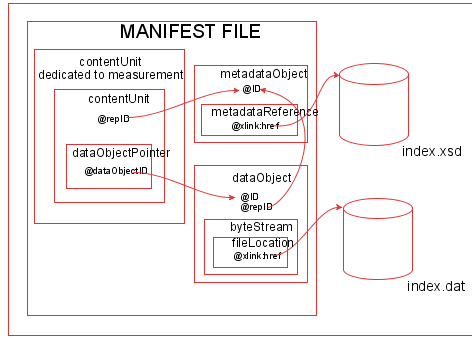 MANIFEST FILE
contentUnit
dedicated to measurement
contentUnit
@repID
dataObjectPointer
@dataObjectID
metadataObject
@ID
metadataReference
@xlink:href
dataObject
@ID
@repID
byteStream
fileLocation
@xlink:href
index.xsd
index.dat